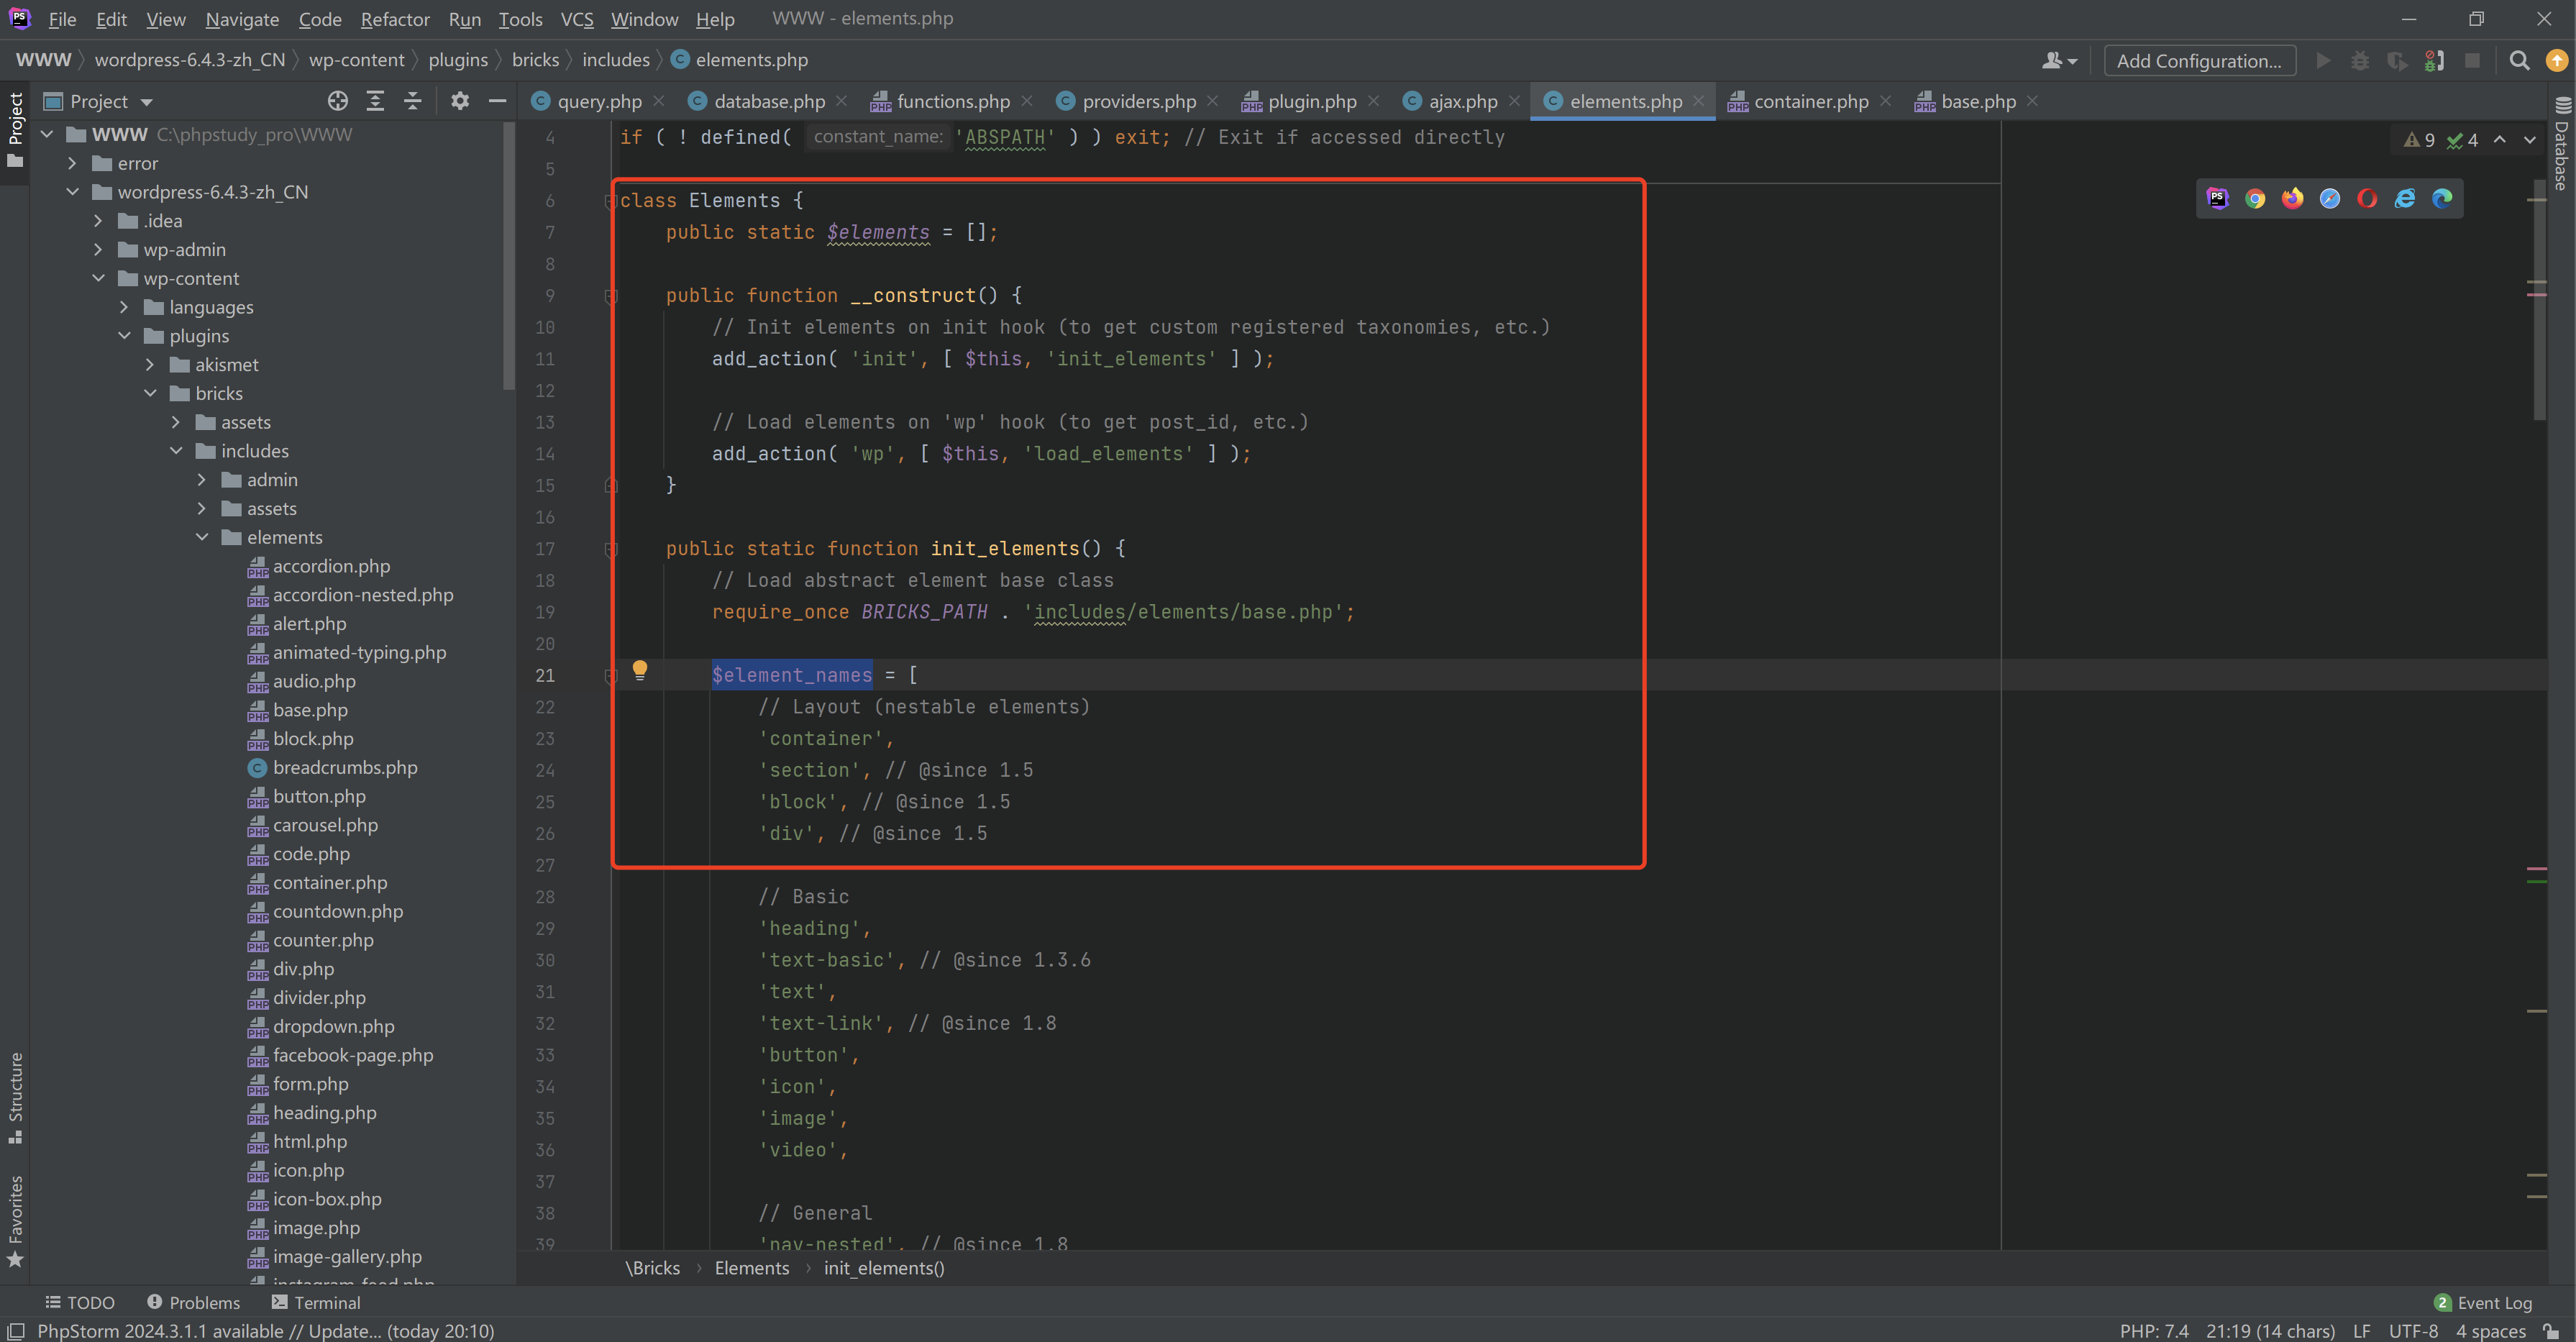 File Edit View Navigate Code Refactor Run Tools VCS Window Help WWW - elements.php
WWW wordpress-6.4.3-zh_CN wp-content plugins bricks includes elements.php Add Configuration...
Project
query.php database.php functions.php providers.php plugin.php ajax.php elements.php container.php base.php
Project
Structure
Favorites
WWW C:\phpstudy_pro\WWW
error
wordpress-6.4.3-zh_CN
.idea
wp-admin
wp-content
languages
plugins
akismet
bricks
assets
includes
admin
assets
elements
accordion.php
accordion-nested.php
alert.php
animated-typing.php
audio.php
base.php
block.php
breadcrumbs.php
button.php
carousel.php
code.php
container.php
countdown.php
counter.php
div.php
divider.php
dropdown.php
facebook-page.php
form.php
heading.php
html.php
icon.php
icon-box.php
image.php
image-gallery.php
instagram-feed.php
4 if ( ! defined( constant_name: 'ABSPATH' ) ) exit; // Exit if accessed directly
5
6 class Elements {
7 public static $elements = [];
8
9 public function __construct() {
10 // Init elements on init hook (to get custom registered taxonomies, etc.)
11 add_action( 'init', [ $this, 'init_elements' ] );
12
13 // Load elements on 'wp' hook (to get post_id, etc.)
14 add_action( 'wp', [ $this, 'load_elements' ] );
15 }
16
17 public static function init_elements() {
18 // Load abstract element base class
19 require_once BRICKS_PATH . 'includes/elements/base.php';
20
21 $element_names = [
22 // Layout (nestable elements)
23 'container',
24 'section', // @since 1.5
25 'block', // @since 1.5
26 'div', // @since 1.5
27
28 // Basic
29 'heading',
30 'text-basic', // @since 1.3.6
31 'text',
32 'text-link', // @since 1.8
33 'button',
34 'icon',
35 'image',
36 'video',
37
38 // General
39 'nav-nested', // @since 1.8
9 4
Database
\Bricks Elements init_elements()
TODO Problems Terminal 2 Event Log
PhpStorm 2024.3.1.1 available // Update... (today 20:10) PHP: 7.4 21:19 (14 chars) LF UTF-8 4 spaces